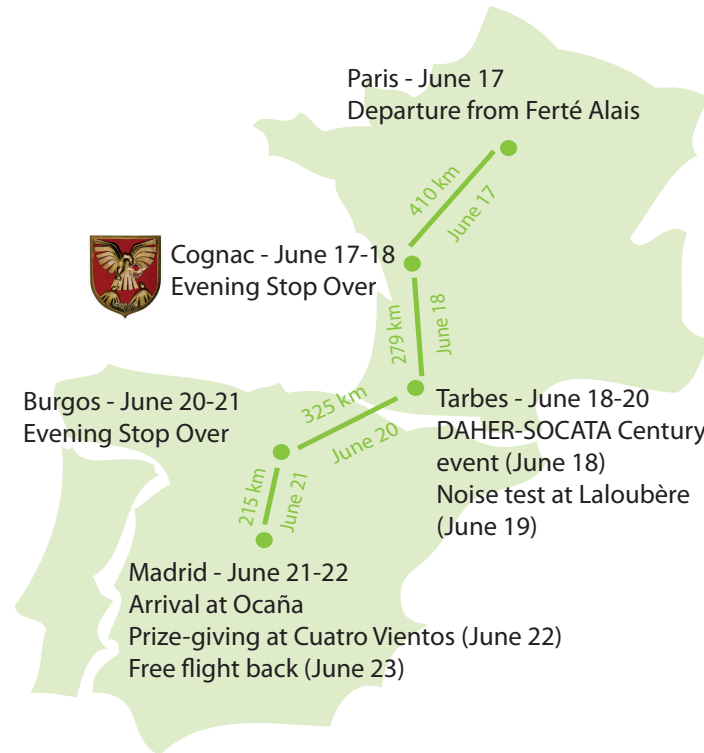 Paris - June 17
Departure from Ferté Alais
410 km
June 17
Cognac - June 17-18
Evening Stop Over
279 km
June 18
Tarbes - June 18-20
DAHER-SOCATA Century
event (June 18)
Noise test at Laloubère
(June 19)
325 km
June 20
Burgos - June 20-21
Evening Stop Over
215 km
June 21
Madrid - June 21-22
Arrival at Ocaña
Prize-giving at Cuatro Vientos (June 22)
Free flight back (June 23)